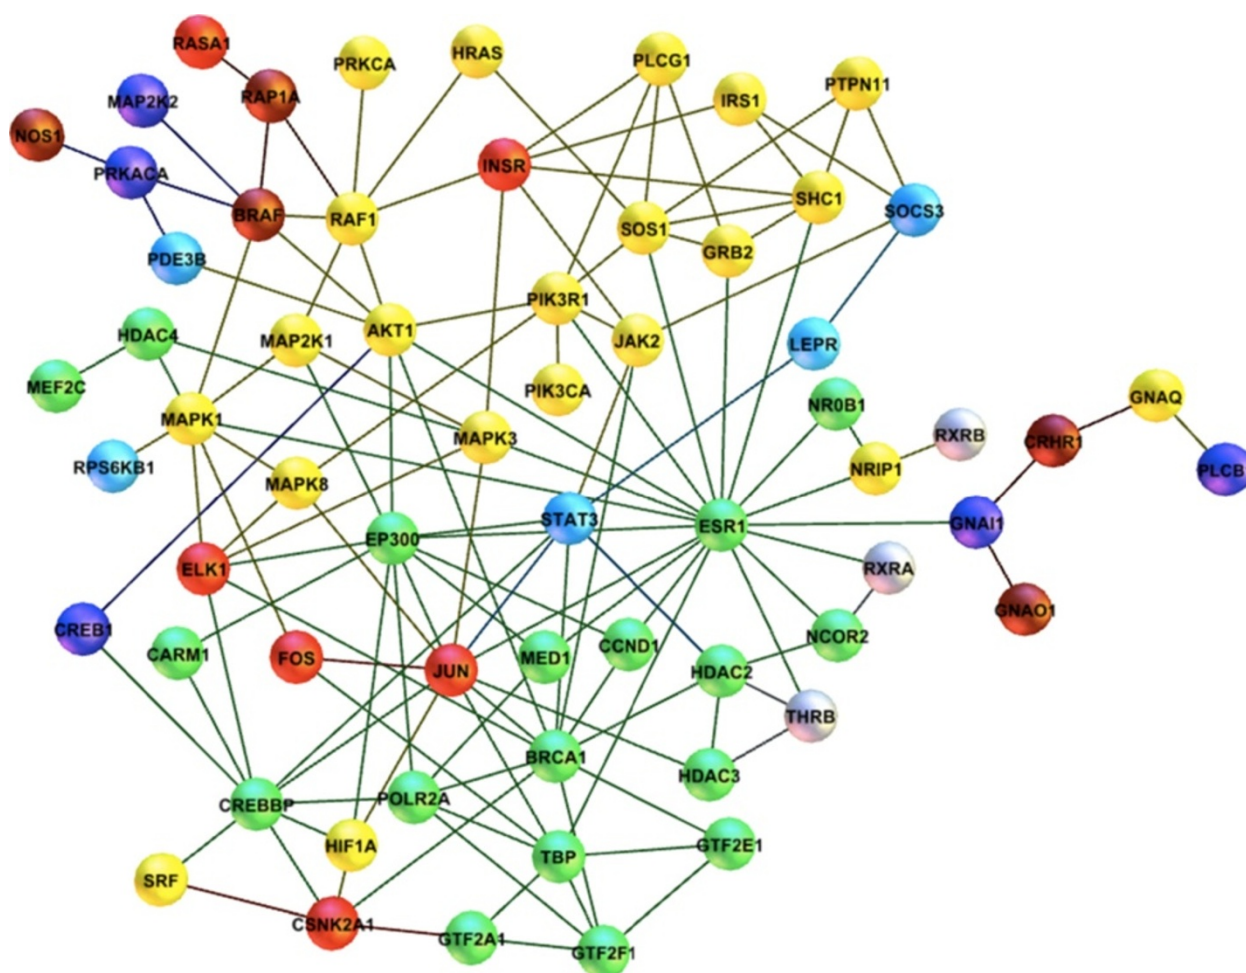 RASA1
PRKCA
HRAS
PLCG1
PTPN11
MAP2K2
RAP1A
IRS1
NOS1
PRKACA
INSR
BRAF
RAF1
SHC1
SOCS3
SOS1
GRB2
PDE3B
PIK3R1
HDAC4
MAP2K1
AKT1
JAK2
LEPR
MEF2C
PIK3CA
NR0B1
GNAQ
MAPK1
MAPK3
RXRB
CRHR1
RPS6KB1
NRIP1
PLCB
MAPK8
STAT3
ESR1
GNAI1
EP300
ELK1
RXRA
GNAO1
CREB1
CARM1
FOS
JUN
MED1
CCND1
NCOR2
HDAC2
THRB
BRCA1
HDAC3
CREBBP
POLR2A
HIF1A
TBP
GTF2E1
SRF
CSNK2A1
GTF2A1
GTF2F1